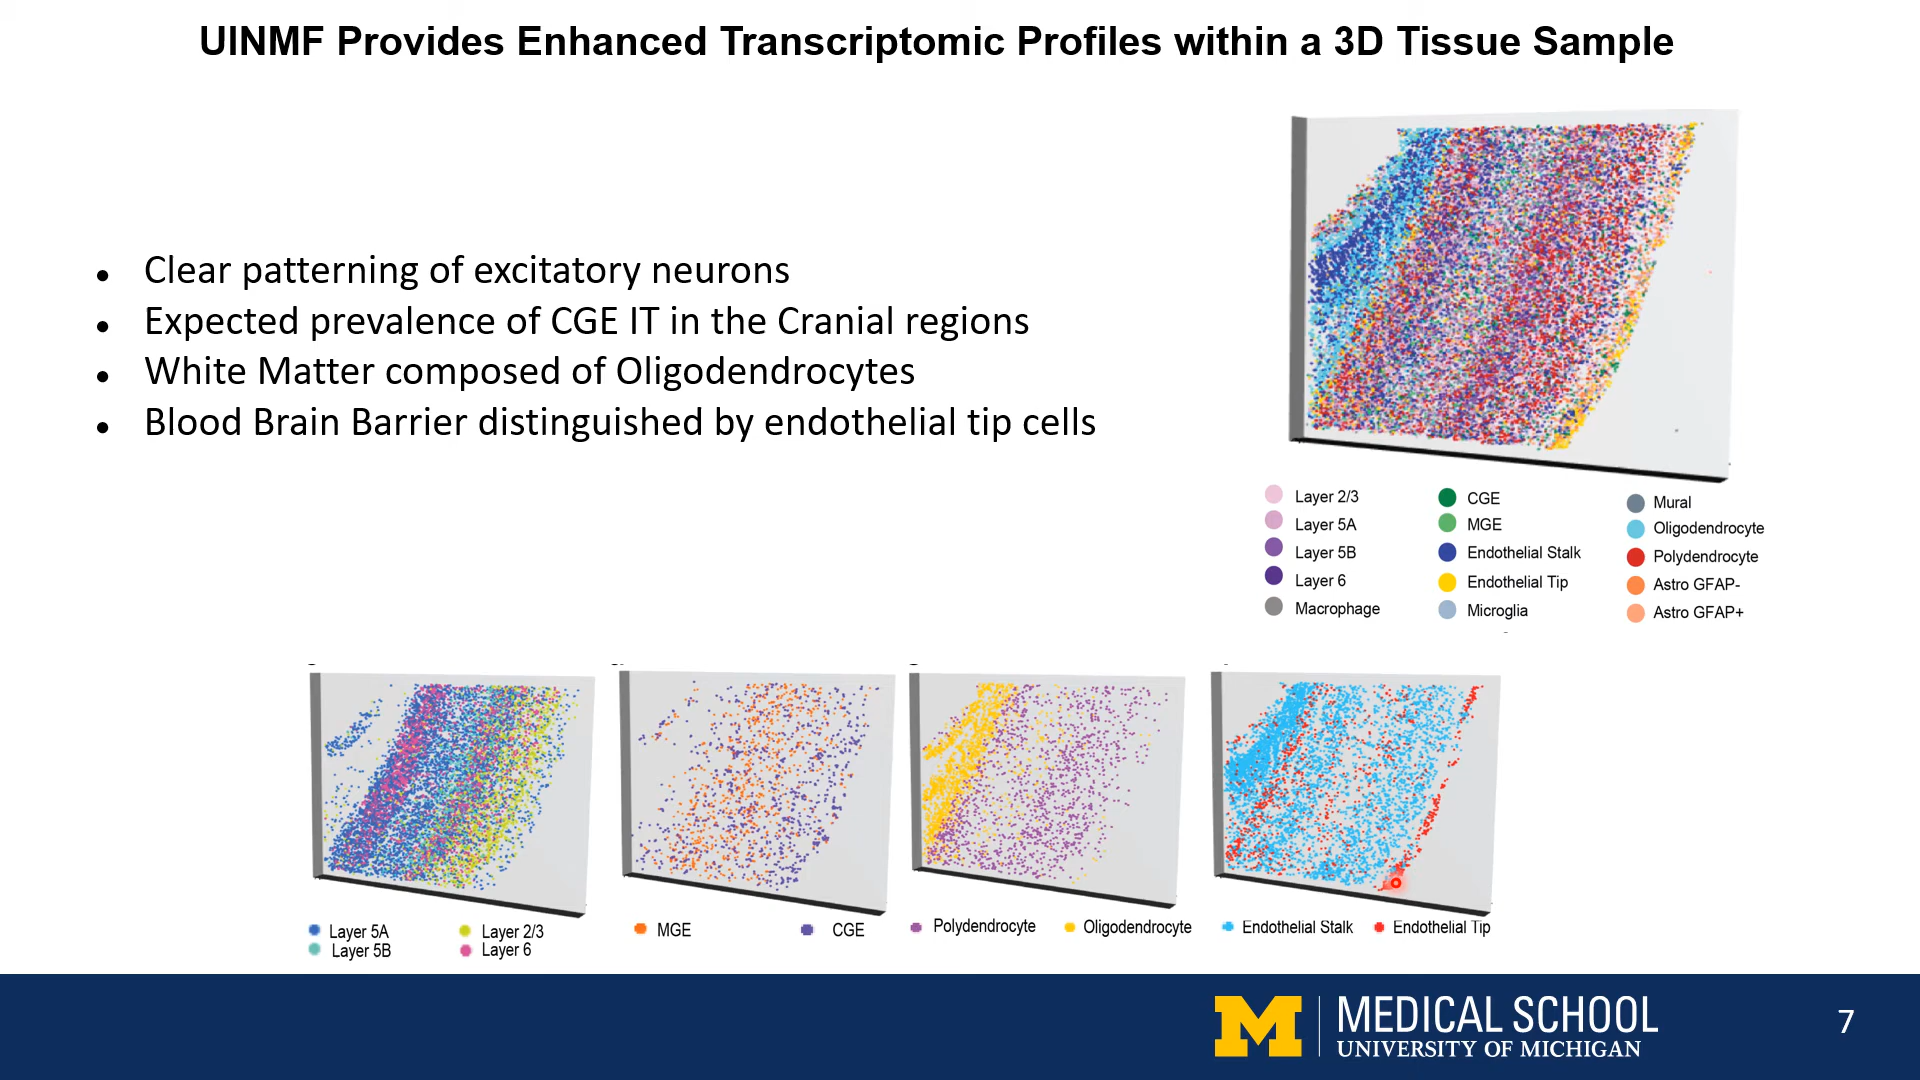 UINMF Provides Enhanced Transcriptomic Profiles within a 3D Tissue Sample
● Clear patterning of excitatory neurons
● Expected prevalence of CGE IT in the Cranial regions
● White Matter composed of Oligodendrocytes
● Blood Brain Barrier distinguished by endothelial tip cells
Layer 2/3
Layer 5A
Layer 5B
Layer 6
Macrophage
CGE
MGE
Endothelial Stalk
Endothelial Tip
Microglia
Mural
Oligodendrocyte
Polydendrocyte
Astro GFAP-
Astro GFAP+
Layer 5A
Layer 5B
Layer 2/3
Layer 6
MGE
CGE
Polydendrocyte
Oligodendrocyte
Endothelial Stalk
Endothelial Tip
M
MEDICAL SCHOOL
UNIVERSITY OF MICHIGAN
7